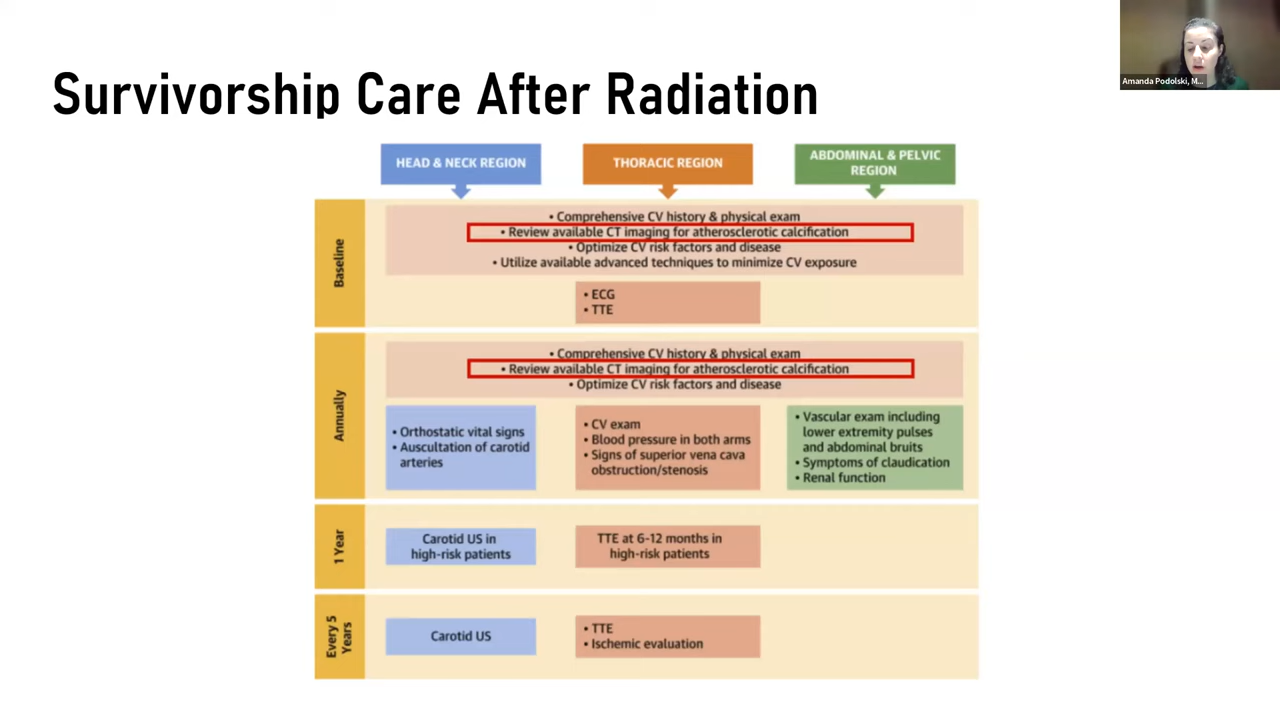 Amanda Podolski, M...
Survivorship Care After Radiation
HEAD & NECK REGION
THORACIC REGION
ABDOMINAL & PELVIC
REGION
Baseline
• Comprehensive CV history & physical exam
• Review available CT imaging for atherosclerotic calcification
• Optimize CV risk factors and disease
• Utilize available advanced techniques to minimize CV exposure
• ECG
• TTE
Annually
• Comprehensive CV history & physical exam
• Review available CT imaging for atherosclerotic calcification
• Optimize CV risk factors and disease
• Orthostatic vital signs
• Auscultation of carotid
arteries
• CV exam
• Blood pressure in both arms
• Signs of superior vena cava
obstruction/stenosis
• Vascular exam including
lower extremity pulses
and abdominal bruits
• Symptoms of claudication
• Renal function
1 Year
Carotid US in
high-risk patients
TTE at 6-12 months in
high-risk patients
Every 5
Years
Carotid US
• TTE
• Ischemic evaluation